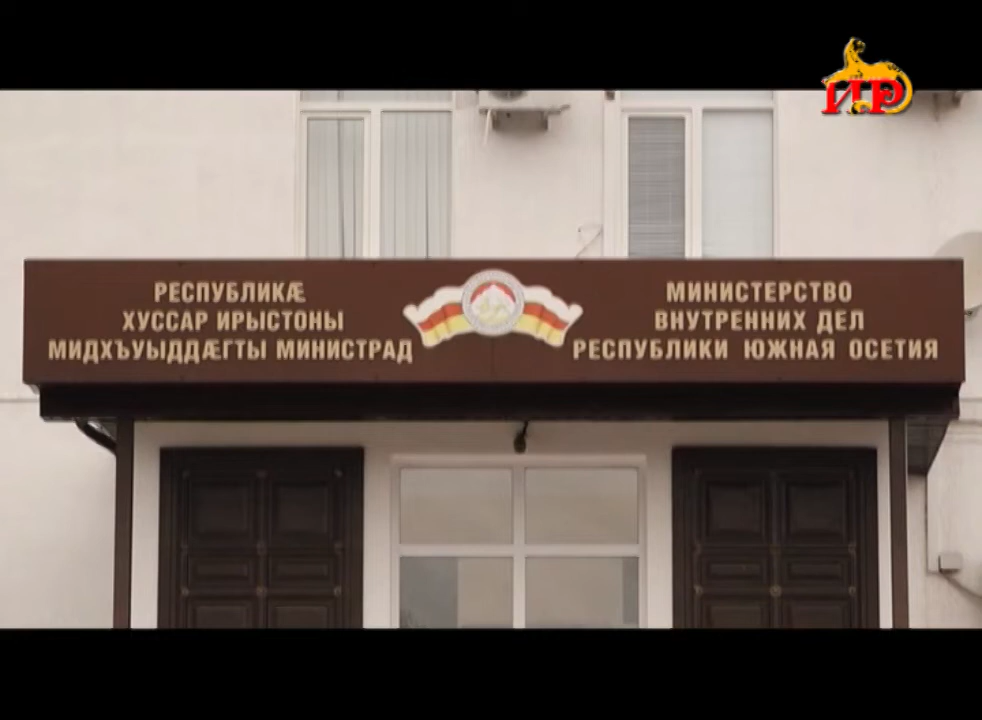 ИР
РЕСПУБЛИКÆ
ХУССАР ИРЫСТОНЫ
МИДХЪУЫДДÆГТЫ МИНИСТРАД
МИНИСТЕРСТВО
ВНУТРЕННИХ ДЕЛ
РЕСПУБЛИКИ ЮЖНАЯ ОСЕТИЯ